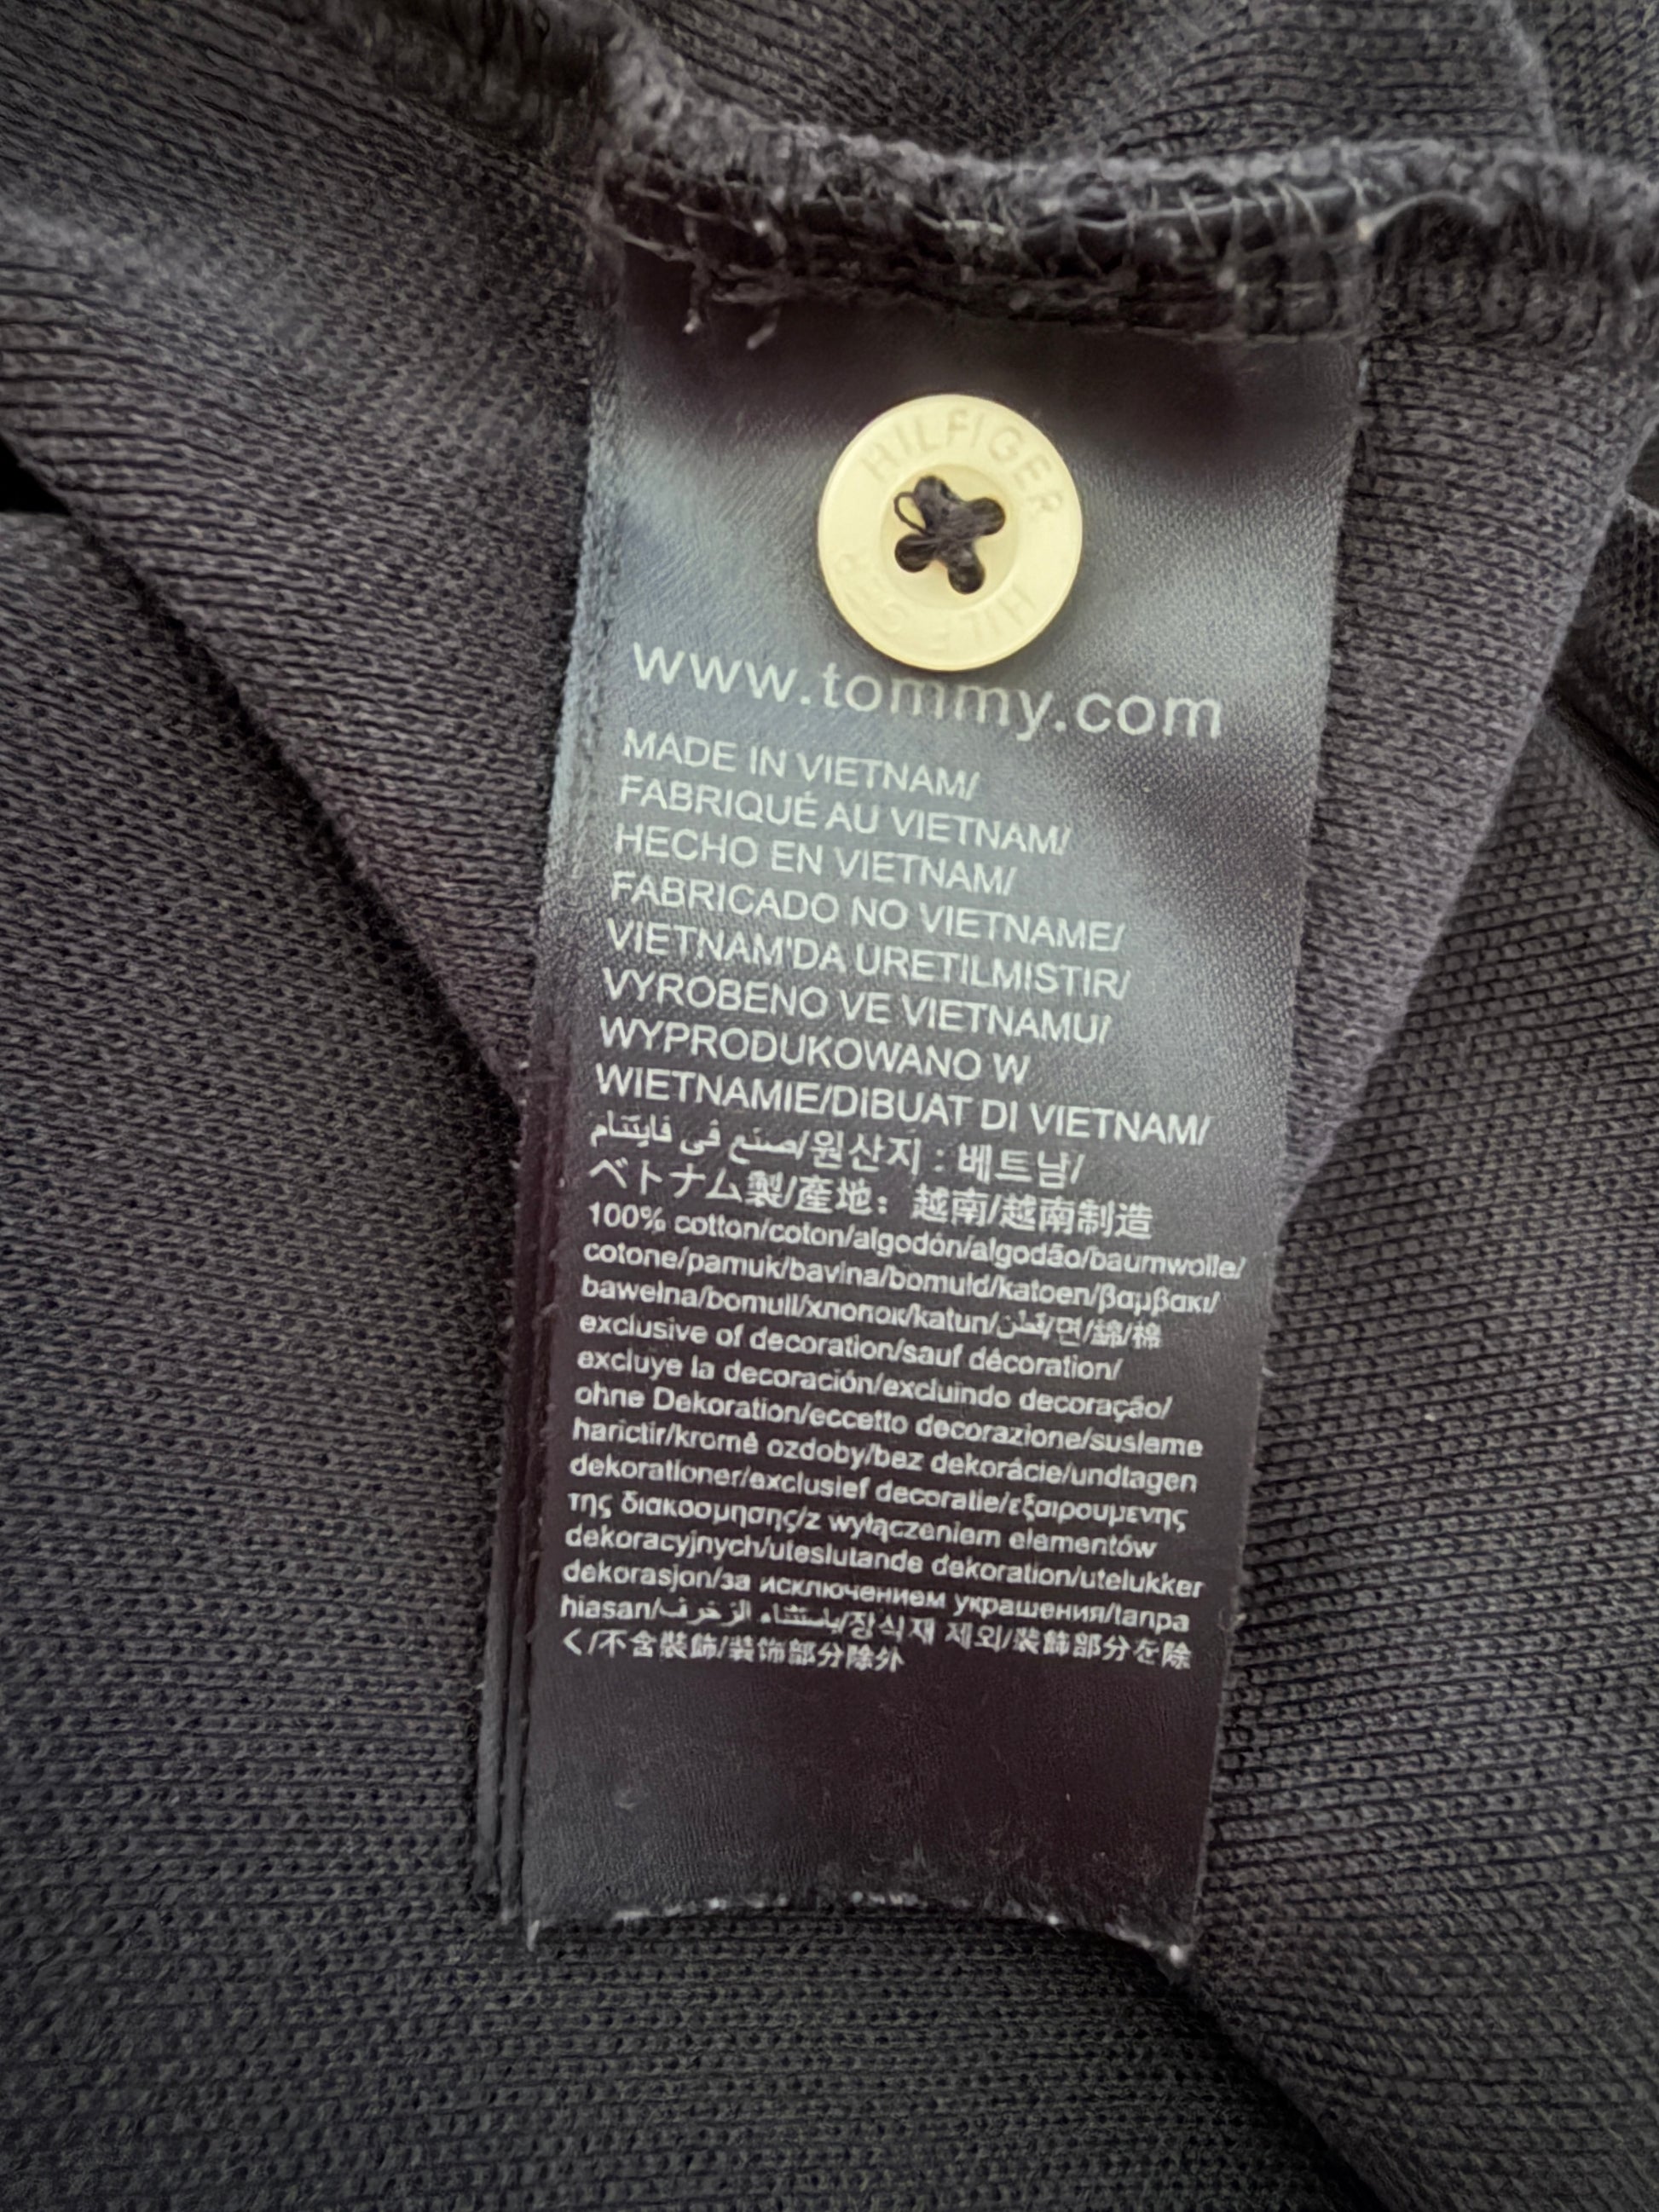 HILFIGER
www.tommy.com
MADE IN VIETNAM/
FABRIQUÉ AU VIETNAM/
HECHO EN VIETNAM/
FABRICADO NO VIETNAME/
VIETNAM'DA URETILMISTIR/
VYROBENO VE VIETNAMU/
WYPRODUKOWANO W
WIETNAMIE/DIBUAT DI VIETNAM/
صنع في فايتنام/원산지 : 베트남/
ベトナム製/產地: 越南/越南制造
100% cotton/coton/algodón/algodão/baumwolle/
cotone/pamuk/bavlna/bomuld/katoen/βαμβακι/
bawełna/bomull/хлопок/katun/قطن/면/綿/棉
exclusive of decoration/sauf décoration/
excluye la decoración/excluindo decoração/
ohne Dekoration/eccetto decorazione/susleme
harictir/kromě ozdoby/bez dekorácie/undtagen
dekorationer/exclusief decoratie/εξαιρουμενης
της διακοσμησης/z wyłączeniem elementów
dekoracyjnych/uteslutande dekoration/utelukker
dekorasjon/за исключением украшения/tanpa
hiasan/باستثناء الزخرف/장식재 제외/装飾部分を除
く/不含裝飾/装饰部分除外